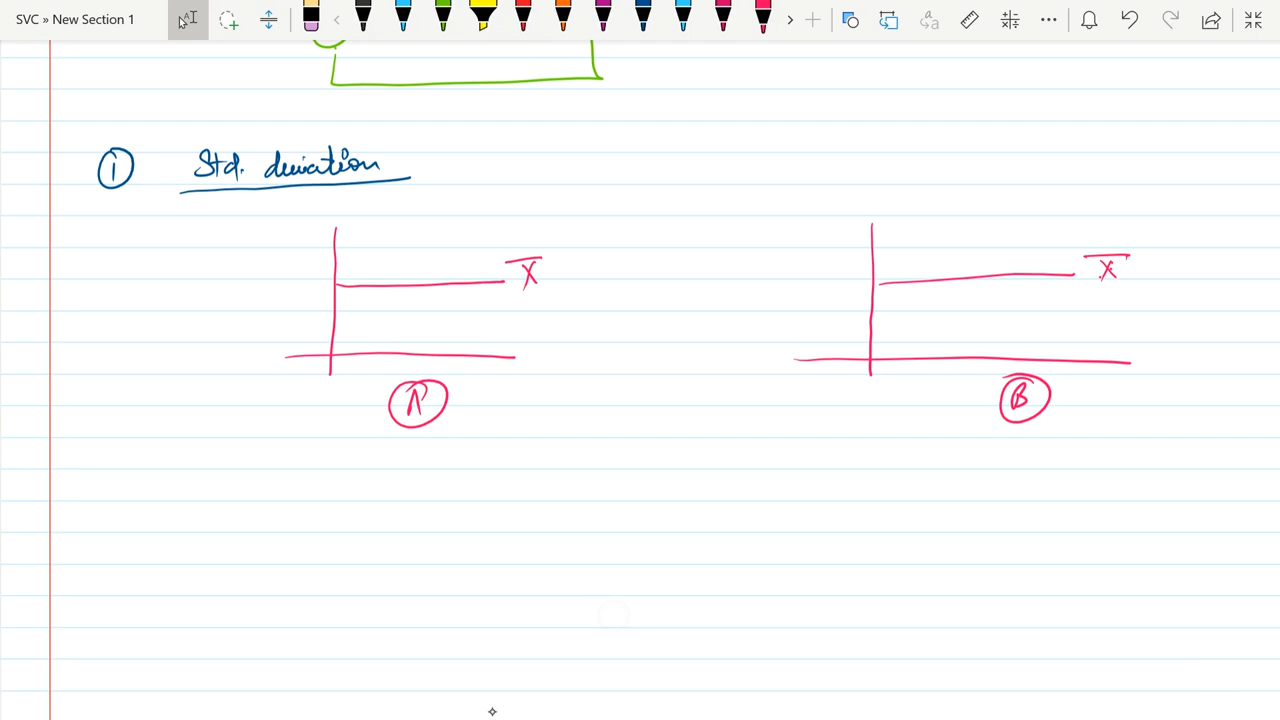 SVC » New Section 1
① Std. deviation
X̅ X̅
Ⓐ Ⓑ